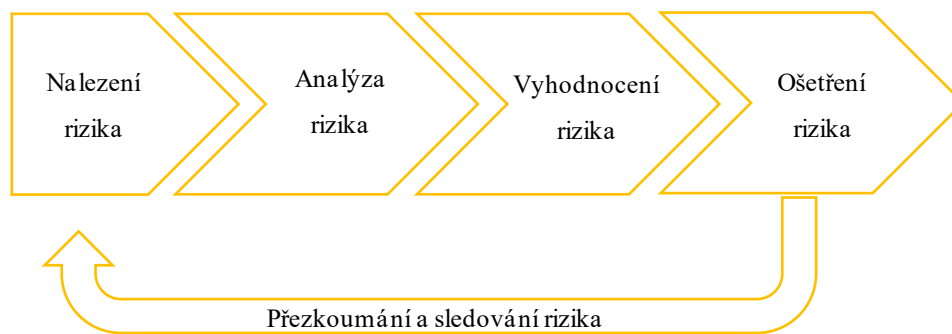 Nalezení
rizika
Analýza
rizika
Vyhodnocení
rizika
Ošetření
rizika
Přezkoumání a sledování rizika